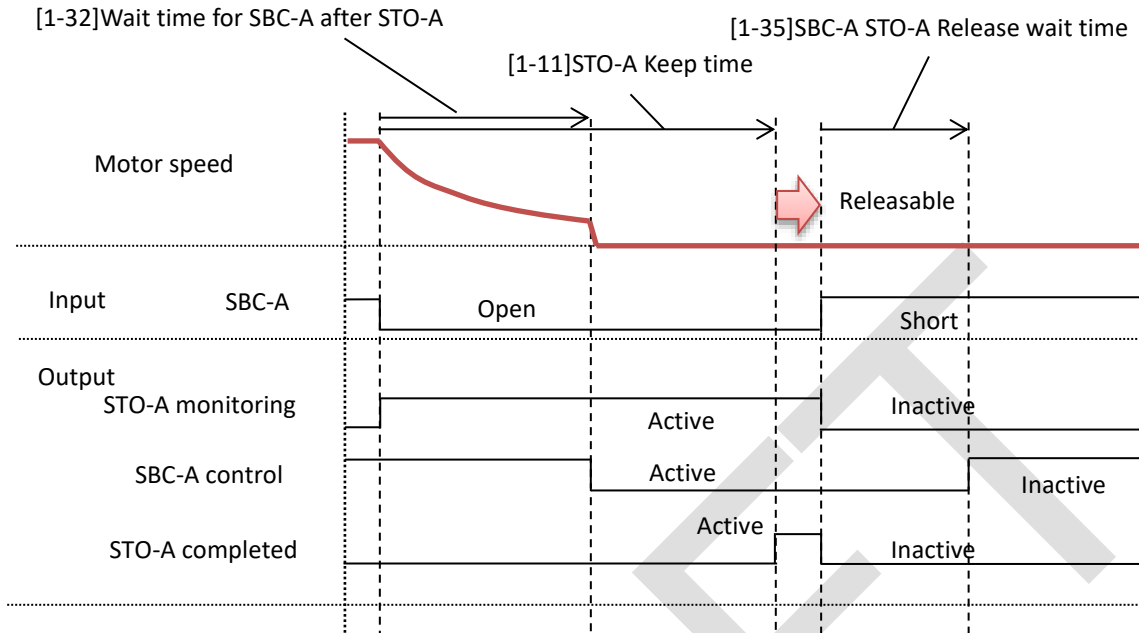 [1-32]Wait time for SBC-A after STO-A
[1-35]SBC-A STO-A Release wait time
[1-11]STO-A Keep time
Motor speed
Releasable
Input SBC-A
Open
Short
Output
STO-A monitoring
Active
Inactive
SBC-A control
Active
Inactive
STO-A completed
Active
Inactive